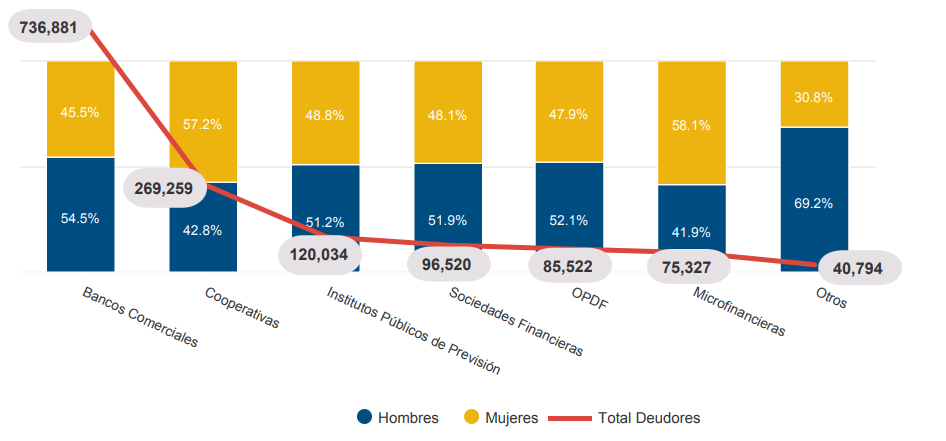 736,881
45.5%
57.2%
48.8%
48.1%
47.9%
58.1%
30.8%
269,259
54.5%
42.8%
51.2%
51.9%
52.1%
41.9%
69.2%
120,034
96,520
85,522
75,327
40,794
Bancos Comerciales
Cooperativas
Institutos Públicos de Previsión
Sociedades Financieras
OPDF
Microfinancieras
Otros
Hombres Mujeres Total Deudores